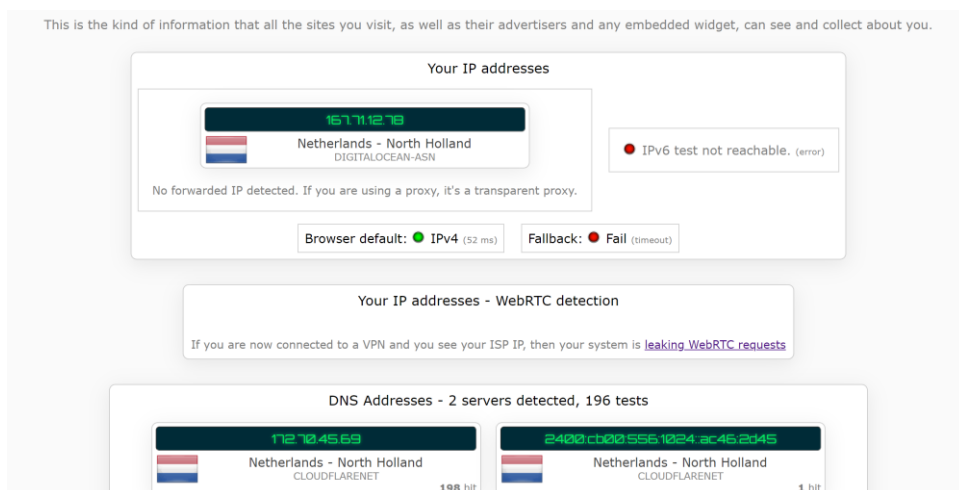 This is the kind of information that all the sites you visit, as well as their advertisers and any embedded widget, can see and collect about you.
Your IP addresses
167.71.12.78
Netherlands - North Holland
DIGITALOCEAN-ASN
No forwarded IP detected. If you are using a proxy, it's a transparent proxy.
IPv6 test not reachable. (error)
Browser default: IPv4 (52 ms)
Fallback: Fail (timeout)
Your IP addresses - WebRTC detection
If you are now connected to a VPN and you see your ISP IP, then your system is leaking WebRTC requests
DNS Addresses - 2 servers detected, 196 tests
172.70.45.69
Netherlands - North Holland
CLOUDFLARENET
198 hit
2400:cb00:556:1024::ac46:2d45
Netherlands - North Holland
CLOUDFLARENET
1 hit